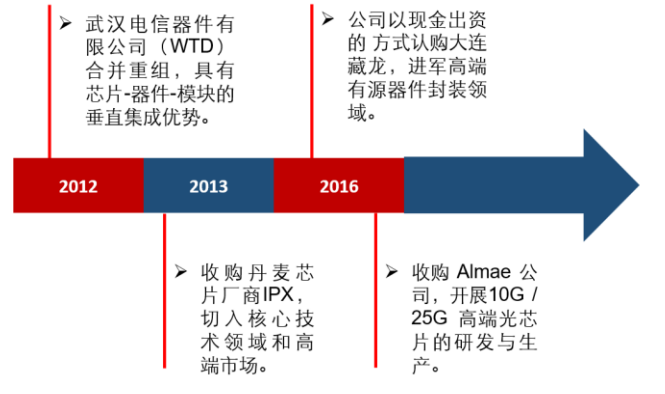 ➢ 武汉电信器件有
限公司（WTD）
合并重组，具有
芯片-器件-模块的
垂直集成优势。
➢ 公司以现金出资
的 方式认购大连
藏龙，进军高端
有源器件封装领
域。
2012
2013
2016
➢ 收购丹麦芯
片厂商IPX，
切入核心技
术领域和高
端市场。
➢ 收购 Almae 公
司，开展10G /
25G 高端光芯
片的研发与生
产。